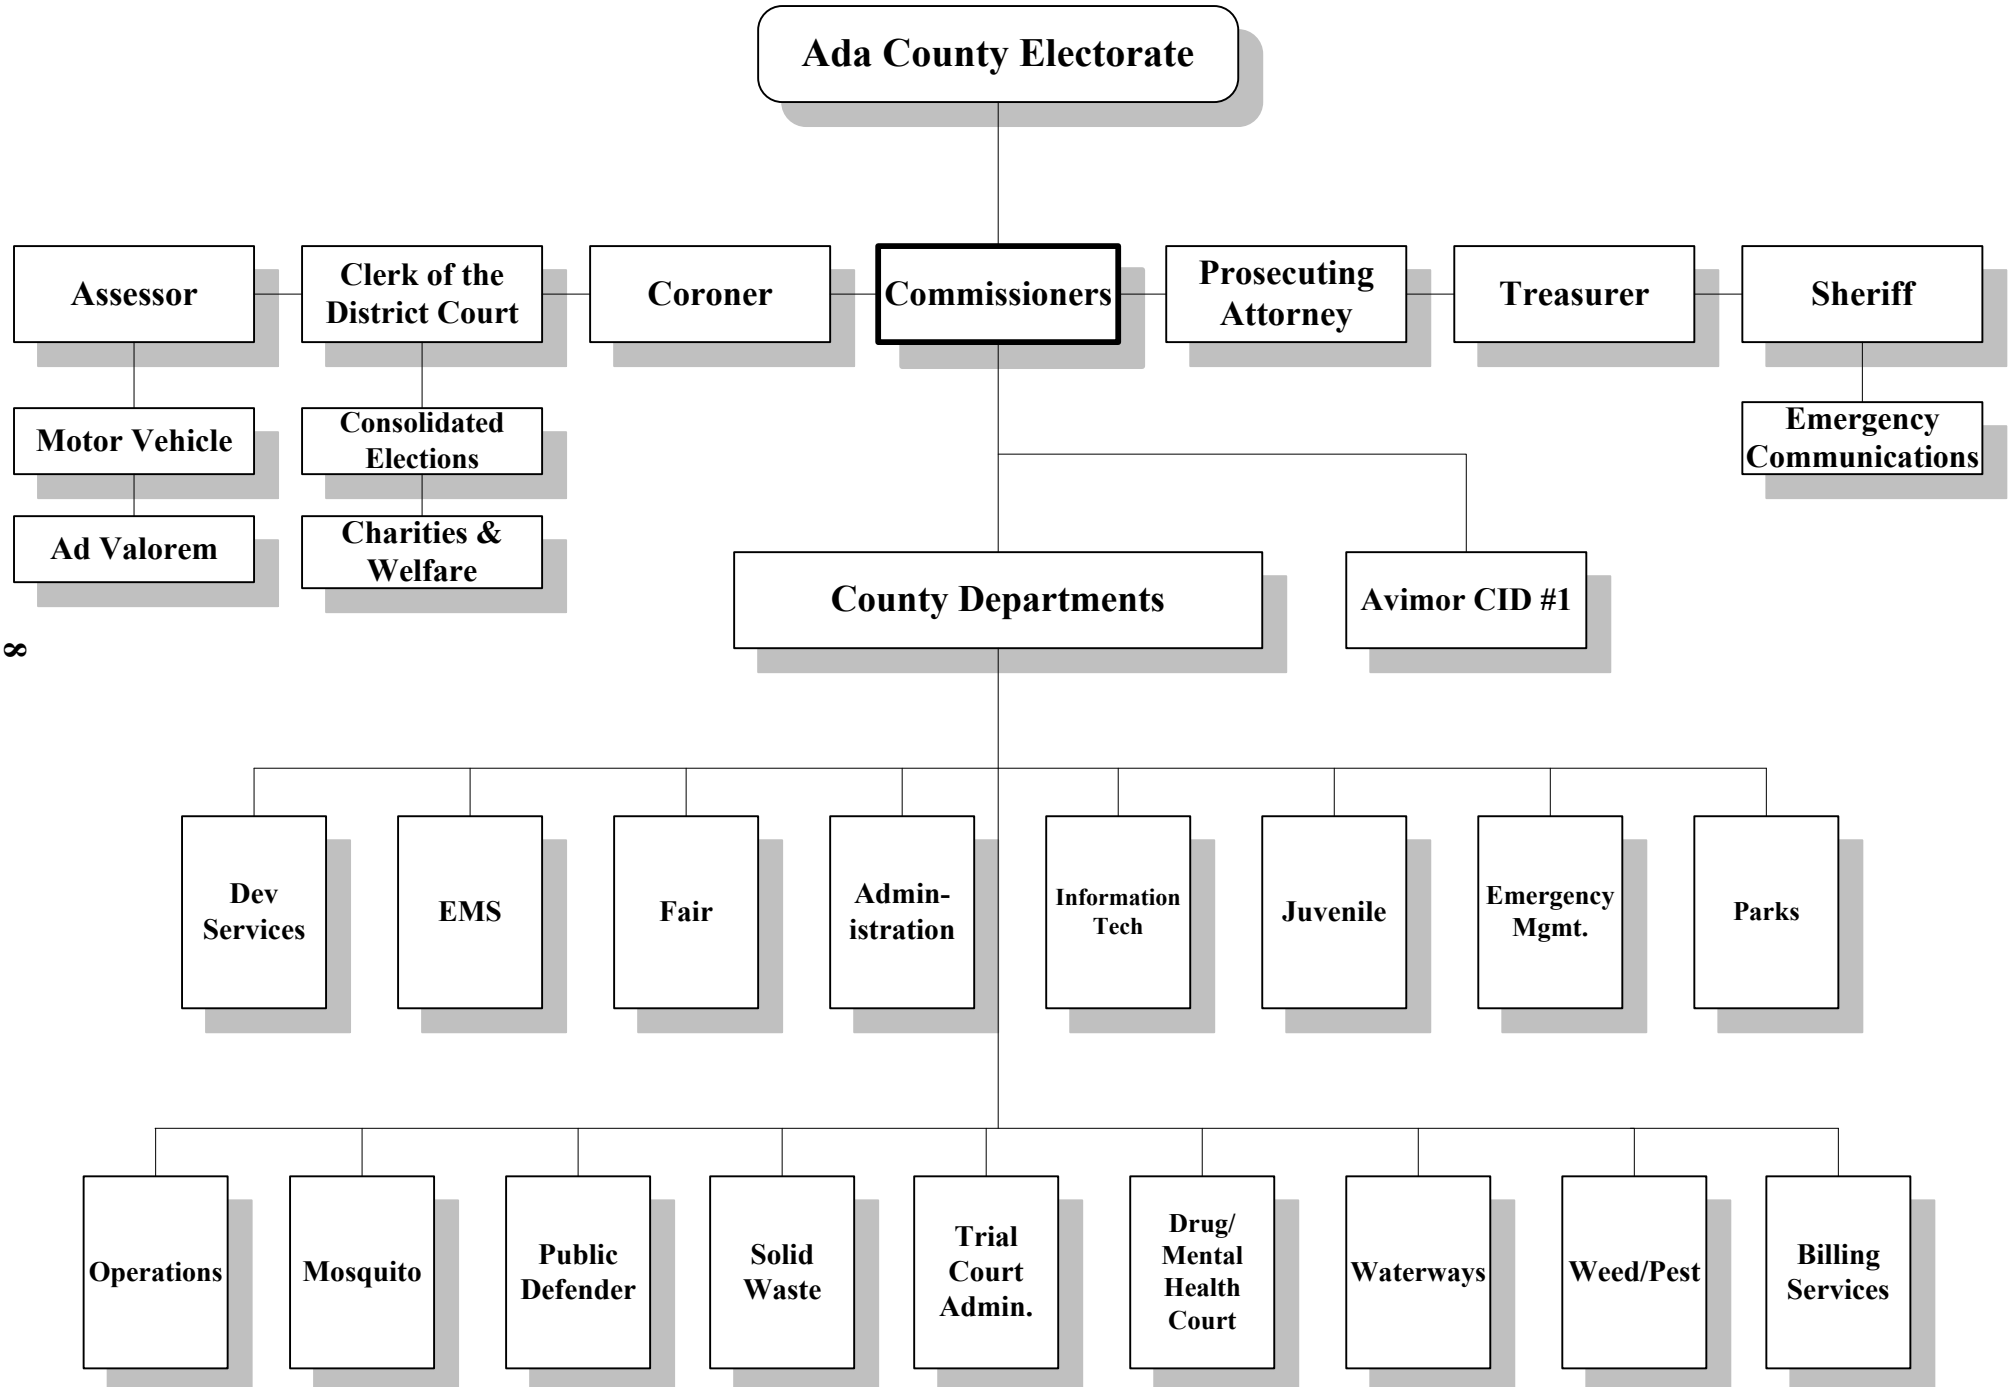 Ada County Electorate
Assessor
Clerk of the
District Court
Coroner
Commissioners
Prosecuting
Attorney
Treasurer
Sheriff
Motor Vehicle
Consolidated
Elections
Emergency
Communications
Ad Valorem
Charities &
Welfare
County Departments
Avimor CID #1
8
Dev
Services
EMS
Fair
Admin-
istration
Information
Tech
Juvenile
Emergency
Mgmt.
Parks
Operations
Mosquito
Public
Defender
Solid
Waste
Trial
Court
Admin.
Drug/
Mental
Health
Court
Waterways
Weed/Pest
Billing
Services